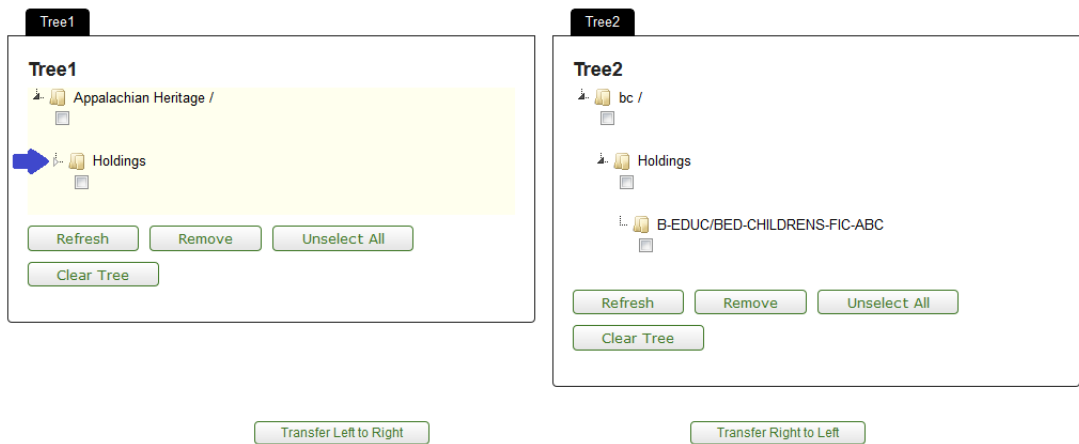 Tree1
Tree1
Appalachian Heritage /
Holdings
Refresh Remove Unselect All
Clear Tree
Tree2
Tree2
bc /
Holdings
B-EDUC/BED-CHILDRENS-FIC-ABC
Refresh Remove Unselect All
Clear Tree
Transfer Left to Right Transfer Right to Left